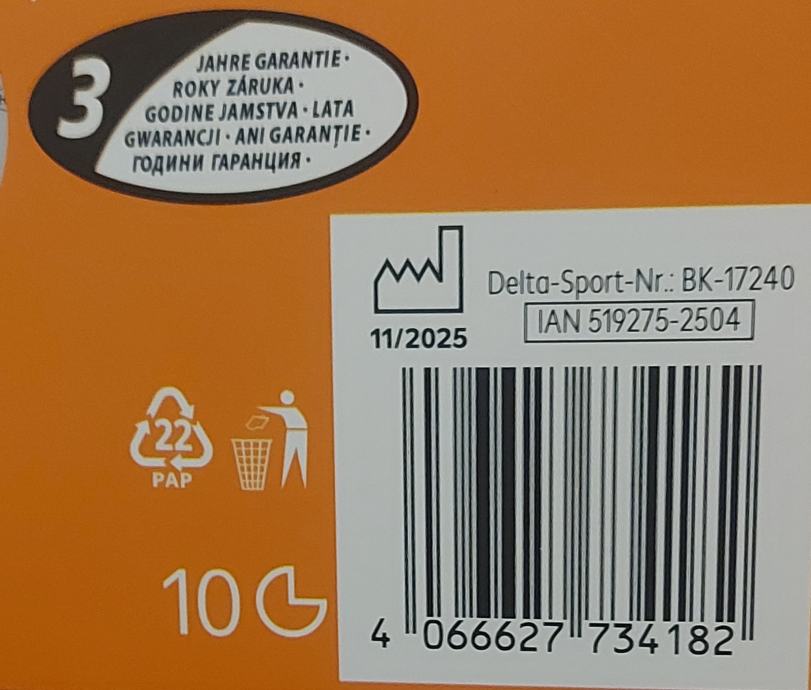 3
JAHRE GARANTIE ·
ROKY ZÁRUKA ·
GODINE JAMSTVA · LATA
GWARANCJI · ANI GARANȚIE ·
ГОДИНИ ГАРАНЦИЯ ·
Delta-Sport-Nr.: BK-17240
IAN 519275-2504
11/2025
22
PAP
10
4 066627 734182